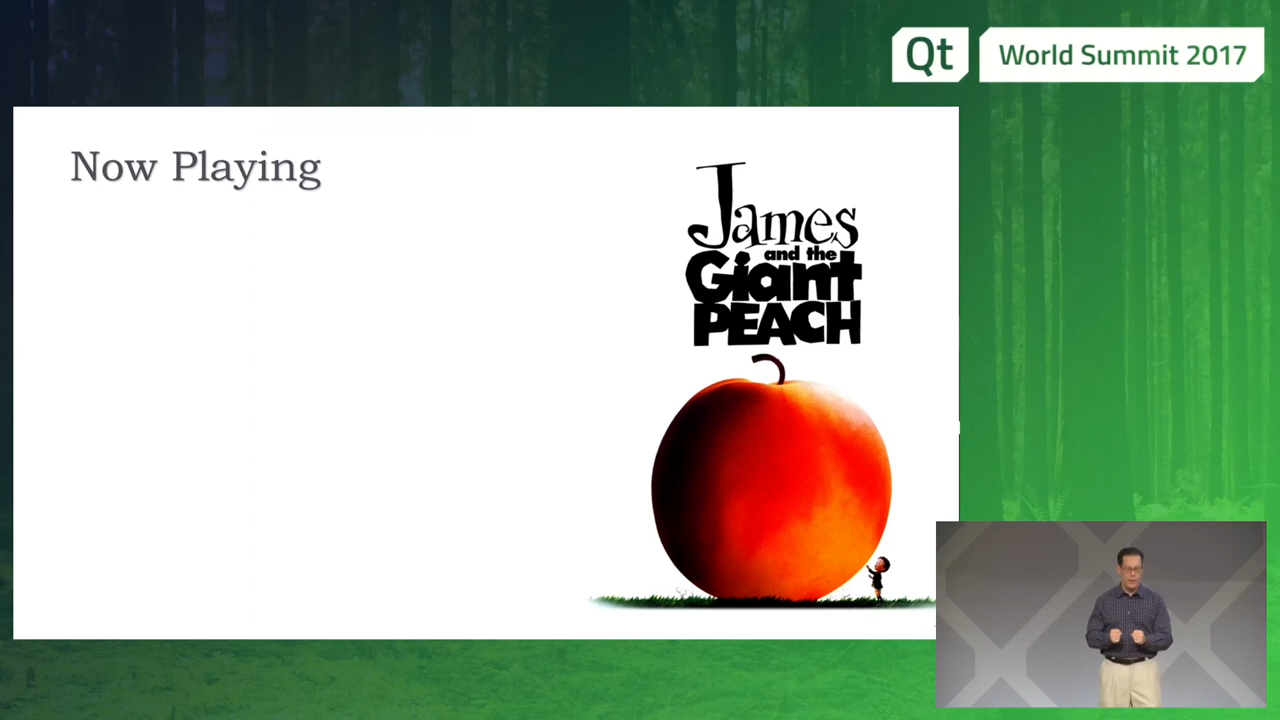 Qt
World Summit 2017
Now Playing
James
and the
Giant
PEACH